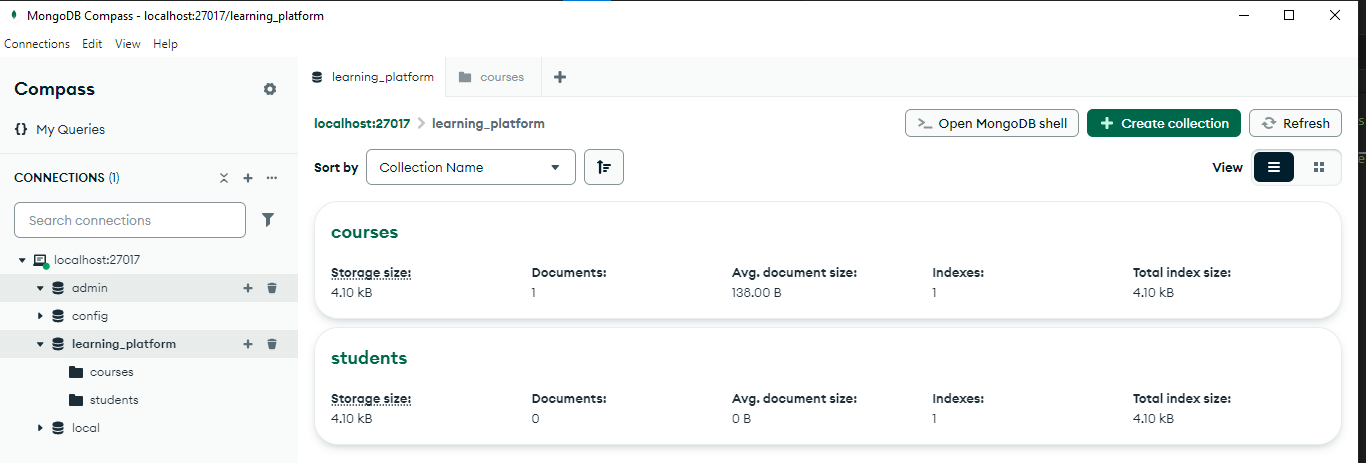 MongoDB Compass - localhost:27017/learning_platform
Connections Edit View Help
Compass
{} My Queries
CONNECTIONS (1)
Search connections
localhost:27017
admin
config
learning_platform
courses
students
local
learning_platform courses
localhost:27017 > learning_platform
>_ Open MongoDB shell + Create collection Refresh
Sort by Collection Name View
courses
Storage size: Documents: Avg. document size: Indexes: Total index size:
4.10 kB 1 138.00 B 1 4.10 kB
students
Storage size: Documents: Avg. document size: Indexes: Total index size:
4.10 kB 0 0 B 1 4.10 kB